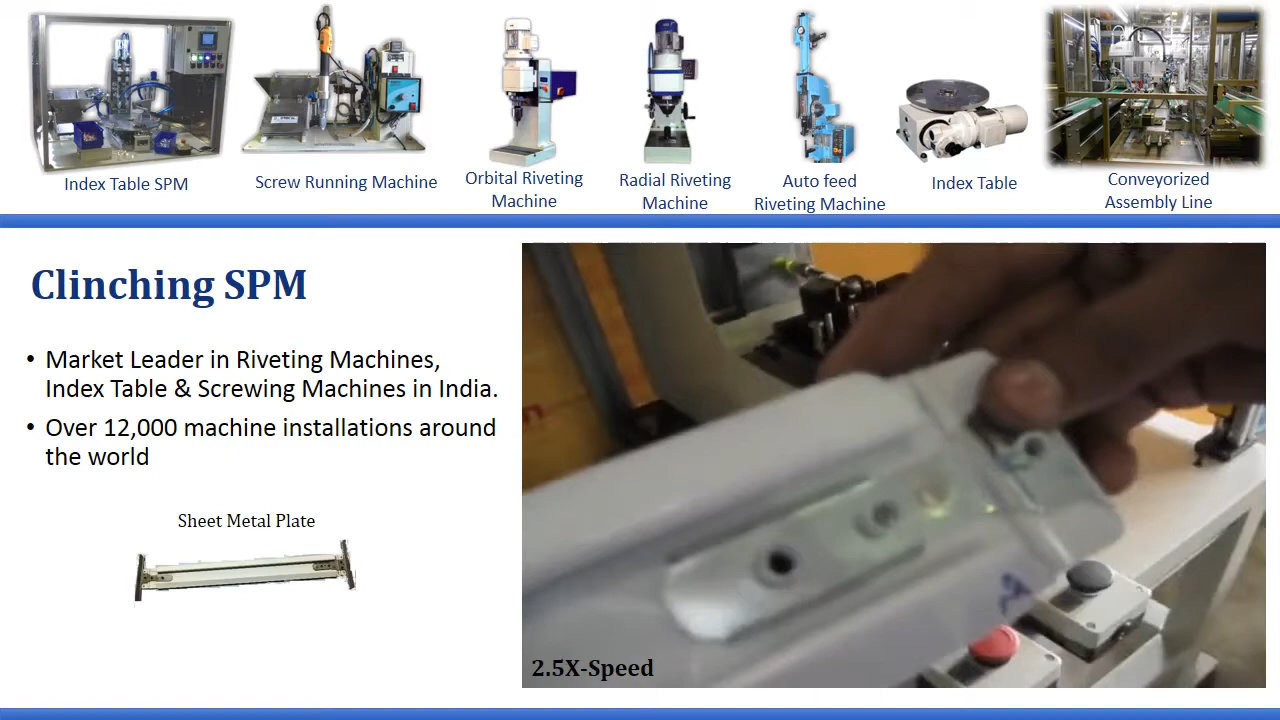 Index Table SPM
Screw Running Machine
Orbital Riveting
Machine
Radial Riveting
Machine
Auto feed
Riveting Machine
Index Table
Conveyorized
Assembly Line
Clinching SPM
• Market Leader in Riveting Machines,
Index Table & Screwing Machines in India.
• Over 12,000 machine installations around
the world
Sheet Metal Plate
2.5X-Speed